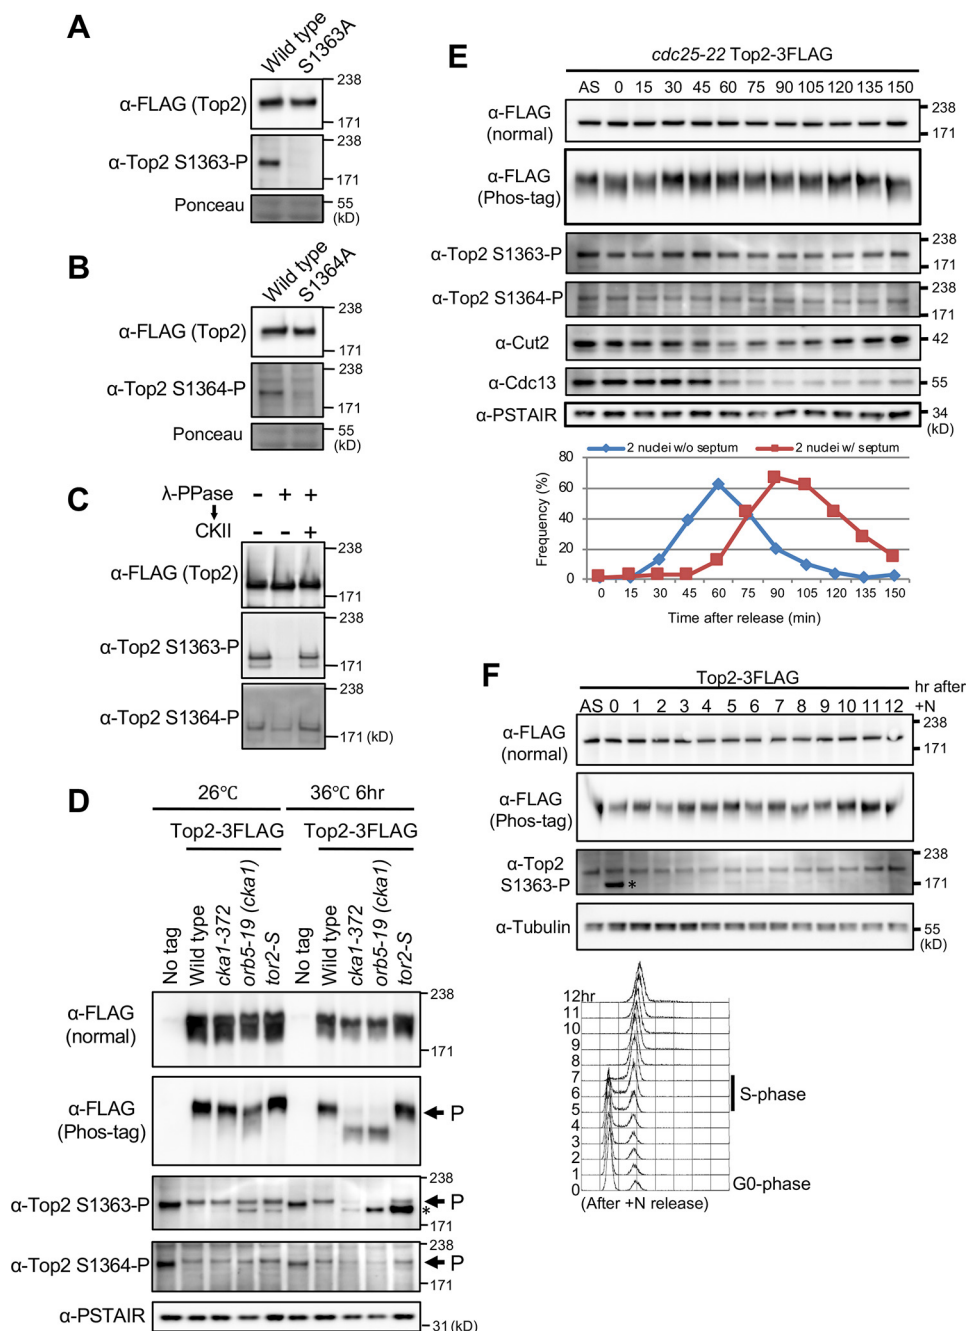 A
Wild type
S1363A
238
α-FLAG (Top2)
171
238
α-Top2 S1363-P
171
Ponceau
55
(kD)
B
Wild type
S1364A
238
α-FLAG (Top2)
171
238
α-Top2 S1364-P
171
Ponceau
55
(kD)
C
λ-PPase - + +
CKII - - +
238
α-FLAG (Top2)
171
238
α-Top2 S1363-P
171
238
α-Top2 S1364-P
171 (kD)
D
26℃ 36℃ 6hr
Top2-3FLAG Top2-3FLAG
No tag
Wild type
cka1-372
orb5-19 (cka1)
tor2-S
No tag
Wild type
cka1-372
orb5-19 (cka1)
tor2-S
238
α-FLAG
(normal)
171
α-FLAG
(Phos-tag)
P
238
α-Top2 S1363-P
P
*
171
238
α-Top2 S1364-P
P
171
α-PSTAIR
31 (kD)
E
cdc25-22 Top2-3FLAG
AS 0 15 30 45 60 75 90 105 120 135 150
α-FLAG
(normal)
238
171
α-FLAG
(Phos-tag)
α-Top2 S1363-P
238
171
α-Top2 S1364-P
238
171
α-Cut2
42
α-Cdc13
55
α-PSTAIR
34
(kD)
2 nuclei w/o septum 2 nuclei w/ septum
Frequency (%)
80
60
40
20
0
0 15 30 45 60 75 90 105 120 135 150
Time after release (min)
F
Top2-3FLAG
hr after
+N
AS 0 1 2 3 4 5 6 7 8 9 10 11 12
α-FLAG
(normal)
238
171
α-FLAG
(Phos-tag)
α-Top2
S1363-P
238
171
*
α-Tubulin
55
(kD)
12hr
11
10
9
8
7
6
5
4
3
2
1
0
S-phase
G0-phase
(After +N release)